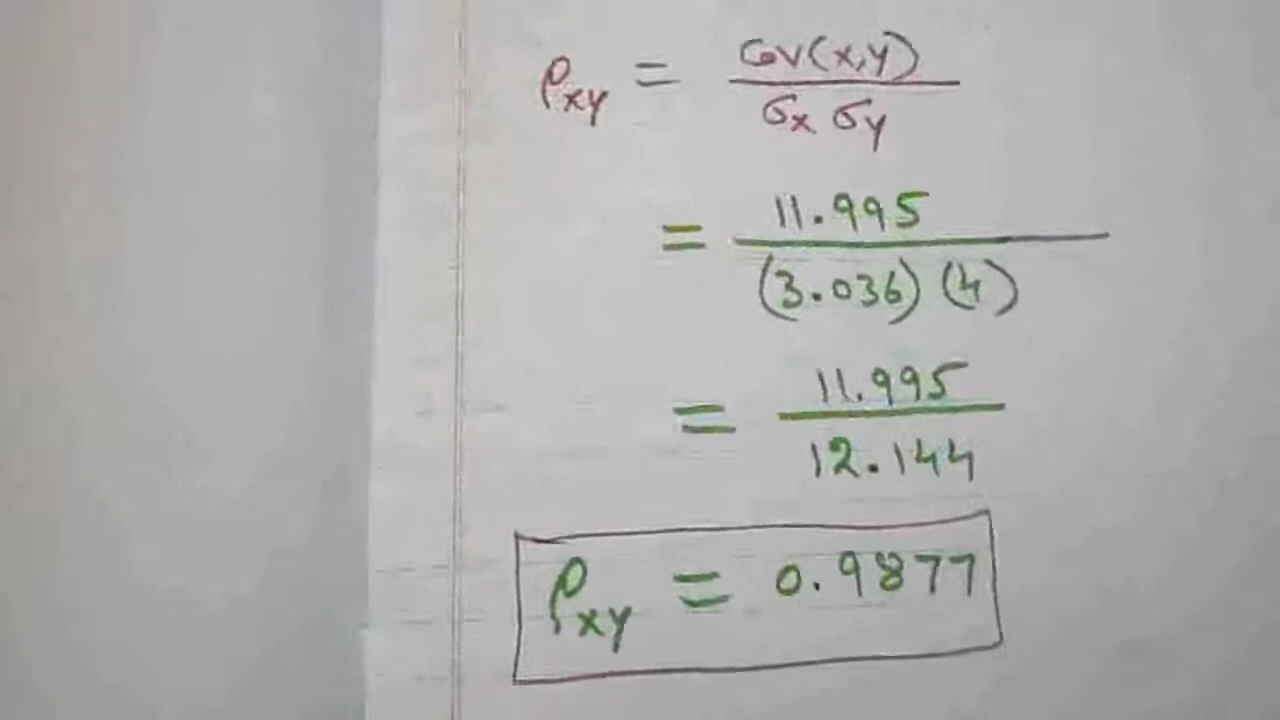 ρxy = Cov(x,y) / σx σy
= 11.995 / (3.036) (4)
= 11.995 / 12.144
ρxy = 0.9877